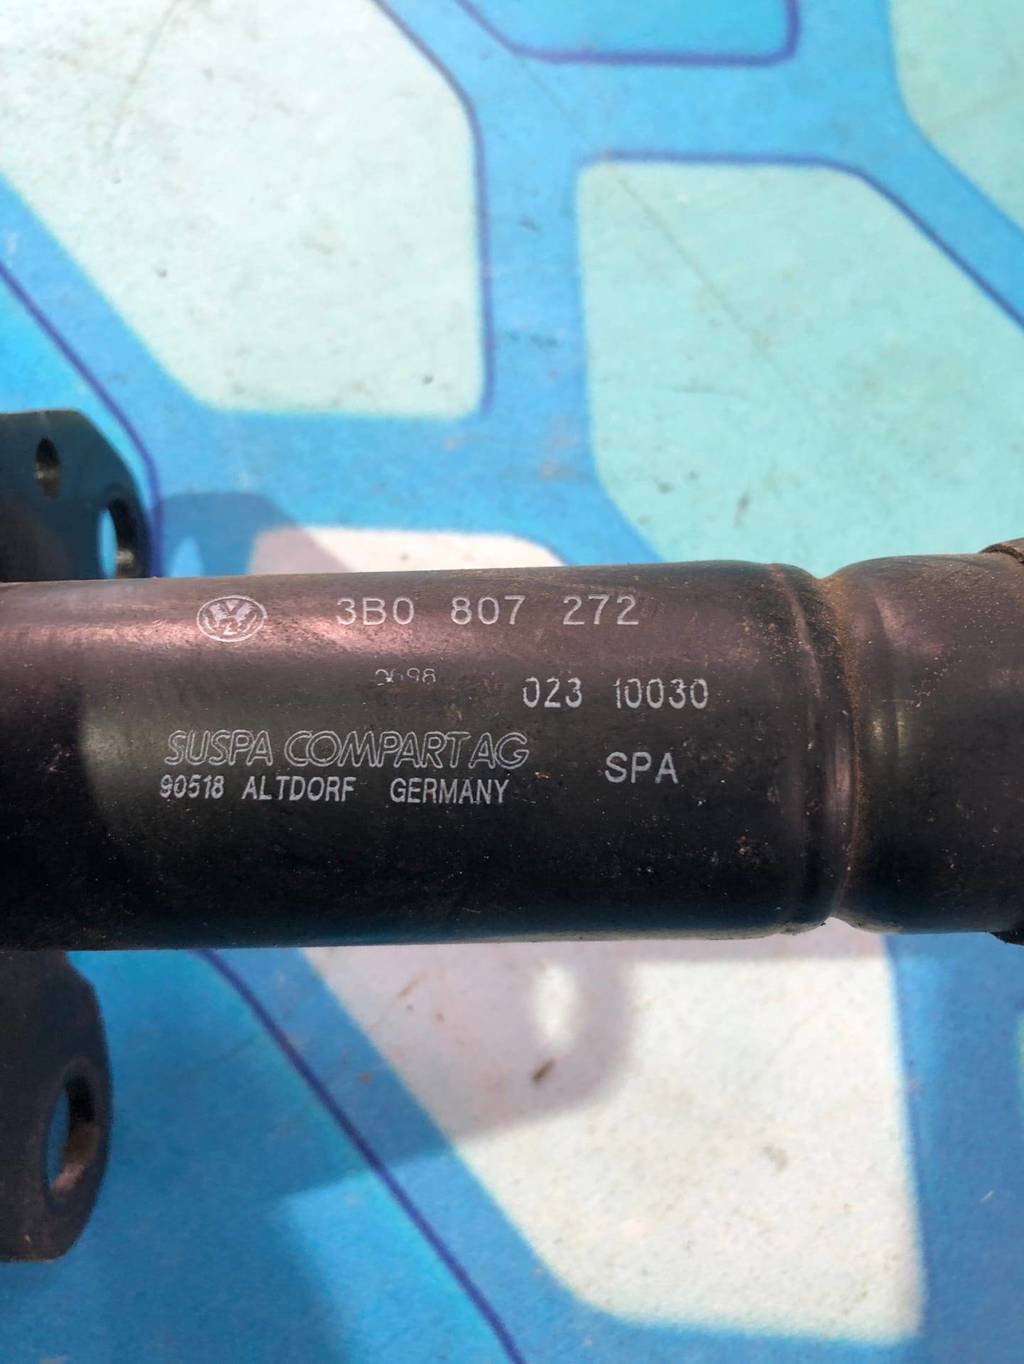 3B0 807 272
023 10030
SUSPA COMPART AG
SPA
90518 ALTDORF GERMANY